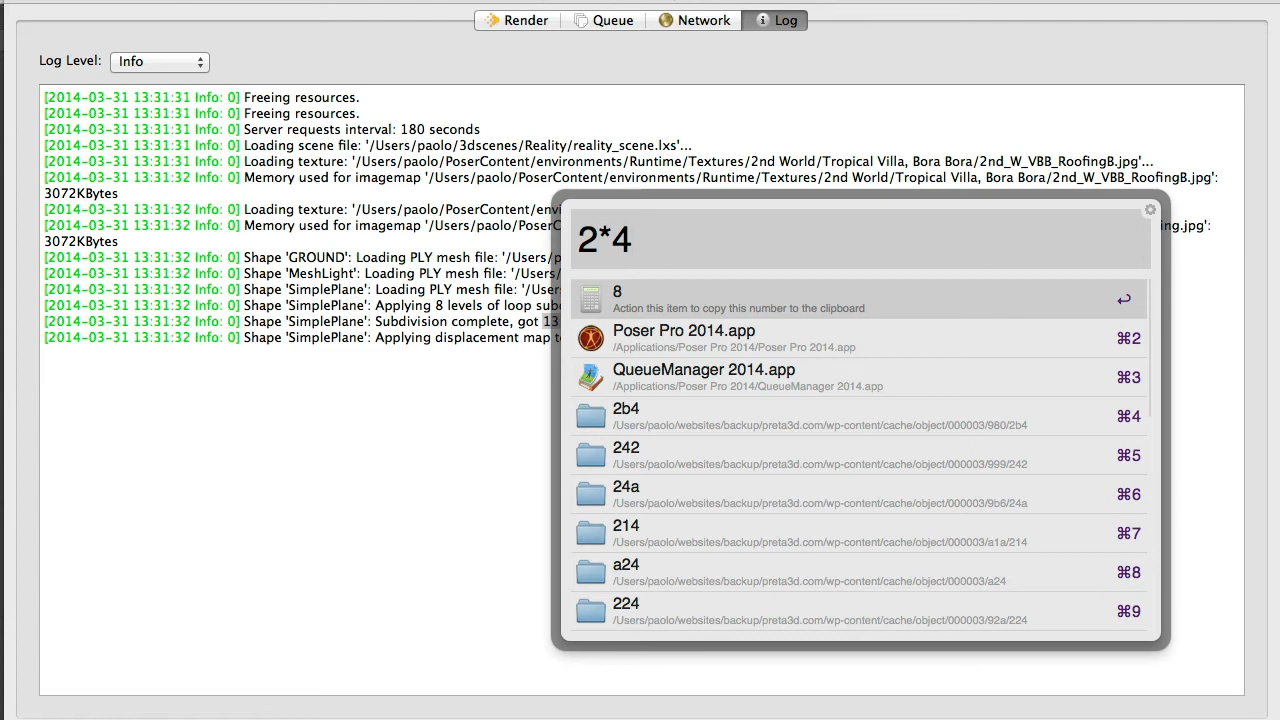 Render Queue Network Log
Log Level: Info
[2014-03-31 13:31:31 Info: 0] Freeing resources.
[2014-03-31 13:31:31 Info: 0] Freeing resources.
[2014-03-31 13:31:31 Info: 0] Server requests interval: 180 seconds
[2014-03-31 13:31:31 Info: 0] Loading scene file: '/Users/paolo/3dscenes/Reality/reality_scene.lxs'...
[2014-03-31 13:31:31 Info: 0] Loading texture: '/Users/paolo/PoserContent/environments/Runtime/Textures/2nd World/Tropical Villa, Bora Bora/2nd_W_VBB_RoofingB.jpg'...
[2014-03-31 13:31:32 Info: 0] Memory used for imagemap '/Users/paolo/PoserContent/environments/Runtime/Textures/2nd World/Tropical Villa, Bora Bora/2nd_W_VBB_RoofingB.jpg':
3072KBytes
[2014-03-31 13:31:32 Info: 0] Loading texture: '/Users/paolo/PoserContent/env
[2014-03-31 13:31:32 Info: 0] Memory used for imagemap '/Users/paolo/PoserC ing.jpg':
3072KBytes
[2014-03-31 13:31:32 Info: 0] Shape 'GROUND': Loading PLY mesh file: '/Users/p
[2014-03-31 13:31:32 Info: 0] Shape 'MeshLight': Loading PLY mesh file: '/Users/
[2014-03-31 13:31:32 Info: 0] Shape 'SimplePlane': Loading PLY mesh file: '/User
[2014-03-31 13:31:32 Info: 0] Shape 'SimplePlane': Applying 8 levels of loop sub
[2014-03-31 13:31:32 Info: 0] Shape 'SimplePlane': Subdivision complete, got 13
[2014-03-31 13:31:32 Info: 0] Shape 'SimplePlane': Applying displacement map t
2*4
8
Action this item to copy this number to the clipboard
Poser Pro 2014.app ⌘2
/Applications/Poser Pro 2014/Poser Pro 2014.app
QueueManager 2014.app ⌘3
/Applications/Poser Pro 2014/QueueManager 2014.app
2b4 ⌘4
/Users/paolo/websites/backup/preta3d.com/wp-content/cache/object/000003/980/2b4
242 ⌘5
/Users/paolo/websites/backup/preta3d.com/wp-content/cache/object/000003/999/242
24a ⌘6
/Users/paolo/websites/backup/preta3d.com/wp-content/cache/object/000003/9b6/24a
214 ⌘7
/Users/paolo/websites/backup/preta3d.com/wp-content/cache/object/000003/a1a/214
a24 ⌘8
/Users/paolo/websites/backup/preta3d.com/wp-content/cache/object/000003/a24
224 ⌘9
/Users/paolo/websites/backup/preta3d.com/wp-content/cache/object/000003/92a/224